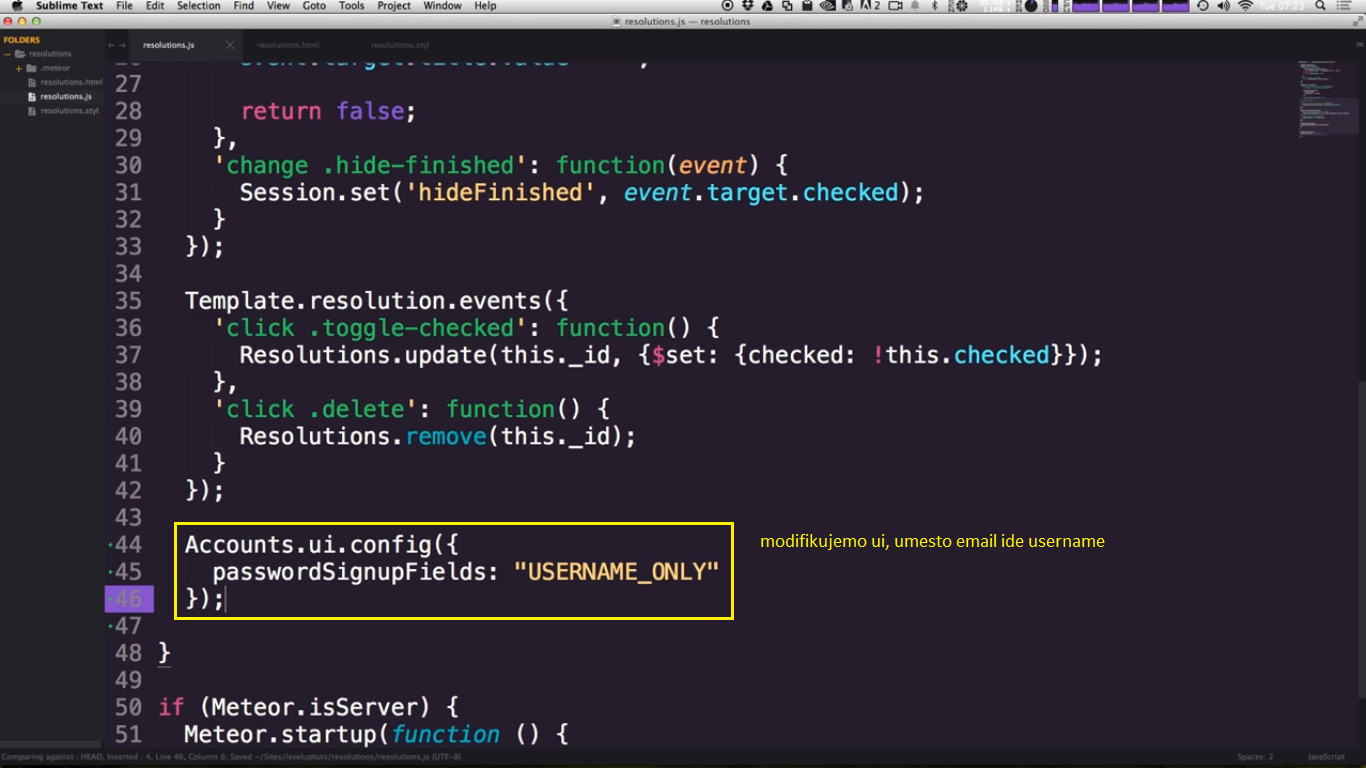 Sublime Text File Edit Selection Find View Goto Tools Project Window Help Tue 07:23
resolutions.js — resolutions
FOLDERS
resolutions
.meteor
resolutions.html
resolutions.js
resolutions.styl
resolutions.js resolutions.html resolutions.styl
27
28 return false;
29 },
30 'change .hide-finished': function(event) {
31 Session.set('hideFinished', event.target.checked);
32 }
33 });
34
35 Template.resolution.events({
36 'click .toggle-checked': function() {
37 Resolutions.update(this._id, {$set: {checked: !this.checked}});
38 },
39 'click .delete': function() {
40 Resolutions.remove(this._id);
41 }
42 });
43
44 Accounts.ui.config({
45 passwordSignupFields: "USERNAME_ONLY"
46 });
47
48 }
49
50 if (Meteor.isServer) {
51 Meteor.startup(function () {
modifikujemo ui, umesto email ide username
Comparing against : HEAD, Inserted : 4, Line 46, Column 6; Saved ~/Sites/leveluptuts/resolutions/resolutions.js (UTF-8) Spaces: 2 JavaScript